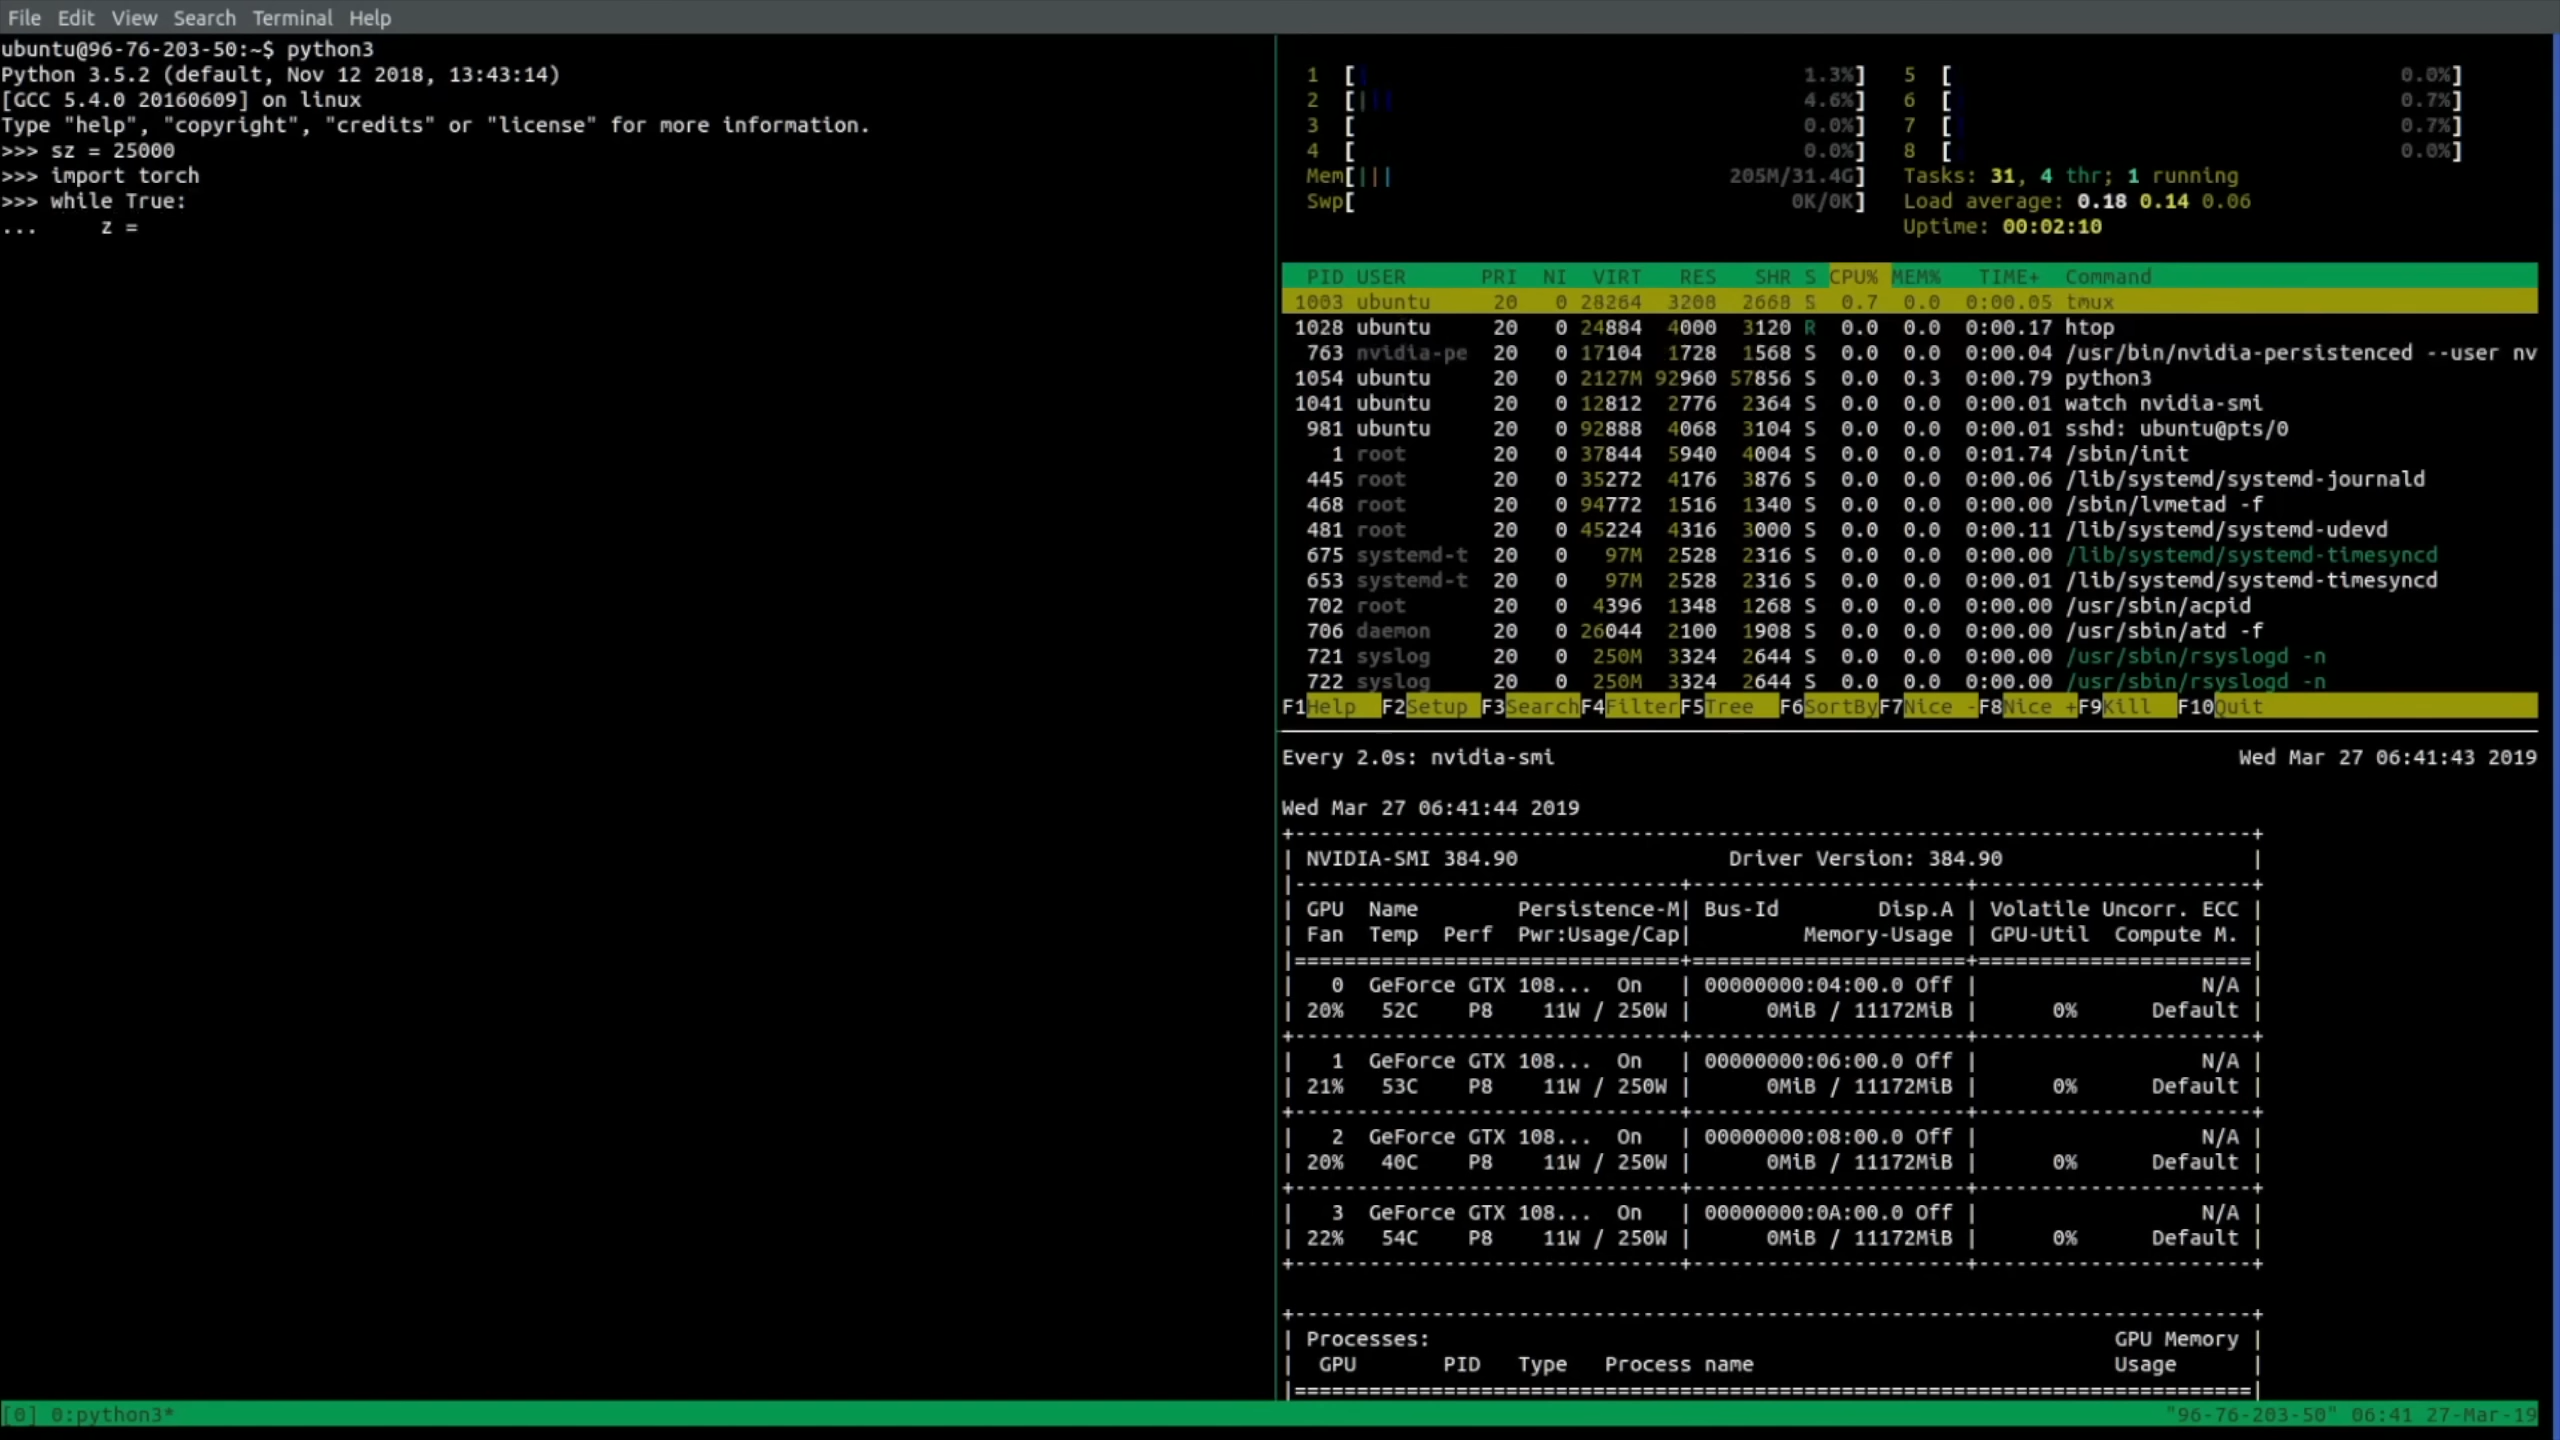 File Edit View Search Terminal Help
ubuntu@96-76-203-50:~$ python3
Python 3.5.2 (default, Nov 12 2018, 13:43:14)
[GCC 5.4.0 20160609] on linux
Type "help", "copyright", "credits" or "license" for more information.
>>> sz = 25000
>>> import torch
>>> while True:
...     z =
1 [ 1.3%] 5 [ 0.0%]
2 [||| 4.6%] 6 [ 0.7%]
3 [ 0.0%] 7 [ 0.7%]
4 [ 0.0%] 8 [ 0.0%]
Mem[||| 205M/31.4G] Tasks: 31, 4 thr; 1 running
Swp[ 0K/0K] Load average: 0.18 0.14 0.06
Uptime: 00:02:10
PID USER PRI NI VIRT RES SHR S CPU% MEM% TIME+ Command
1003 ubuntu 20 0 28264 3208 2668 S 0.7 0.0 0:00.05 tmux
1028 ubuntu 20 0 24884 4000 3120 R 0.0 0.0 0:00.17 htop
763 nvidia-pe 20 0 17104 1728 1568 S 0.0 0.0 0:00.04 /usr/bin/nvidia-persistenced --user nv
1054 ubuntu 20 0 2127M 92960 57856 S 0.0 0.3 0:00.79 python3
1041 ubuntu 20 0 12812 2776 2364 S 0.0 0.0 0:00.01 watch nvidia-smi
981 ubuntu 20 0 92888 4068 3104 S 0.0 0.0 0:00.01 sshd: ubuntu@pts/0
1 root 20 0 37844 5940 4004 S 0.0 0.0 0:01.74 /sbin/init
445 root 20 0 35272 4176 3876 S 0.0 0.0 0:00.06 /lib/systemd/systemd-journald
468 root 20 0 94772 1516 1340 S 0.0 0.0 0:00.00 /sbin/lvmetad -f
481 root 20 0 45224 4316 3000 S 0.0 0.0 0:00.11 /lib/systemd/systemd-udevd
675 systemd-t 20 0 97M 2528 2316 S 0.0 0.0 0:00.00 /lib/systemd/systemd-timesyncd
653 systemd-t 20 0 97M 2528 2316 S 0.0 0.0 0:00.01 /lib/systemd/systemd-timesyncd
702 root 20 0 4396 1348 1268 S 0.0 0.0 0:00.00 /usr/sbin/acpid
706 daemon 20 0 26044 2100 1908 S 0.0 0.0 0:00.00 /usr/sbin/atd -f
721 syslog 20 0 250M 3324 2644 S 0.0 0.0 0:00.00 /usr/sbin/rsyslogd -n
722 syslog 20 0 250M 3324 2644 S 0.0 0.0 0:00.00 /usr/sbin/rsyslogd -n
F1Help F2Setup F3SearchF4FilterF5Tree F6SortByF7Nice -F8Nice +F9Kill F10Quit
Every 2.0s: nvidia-smi Wed Mar 27 06:41:43 2019
Wed Mar 27 06:41:44 2019
NVIDIA-SMI 384.90 Driver Version: 384.90
GPU Name Persistence-M| Bus-Id Disp.A | Volatile Uncorr. ECC |
Fan Temp Perf Pwr:Usage/Cap| Memory-Usage | GPU-Util Compute M. |
0 GeForce GTX 108... On | 00000000:04:00.0 Off | N/A |
20% 52C P8 11W / 250W | 0MiB / 11172MiB | 0% Default |
1 GeForce GTX 108... On | 00000000:06:00.0 Off | N/A |
21% 53C P8 11W / 250W | 0MiB / 11172MiB | 0% Default |
2 GeForce GTX 108... On | 00000000:08:00.0 Off | N/A |
20% 40C P8 11W / 250W | 0MiB / 11172MiB | 0% Default |
3 GeForce GTX 108... On | 00000000:0A:00.0 Off | N/A |
22% 54C P8 11W / 250W | 0MiB / 11172MiB | 0% Default |
Processes: GPU Memory |
GPU PID Type Process name Usage |
[0] 0:python3* "96-76-203-50" 06:41 27-Mar-19